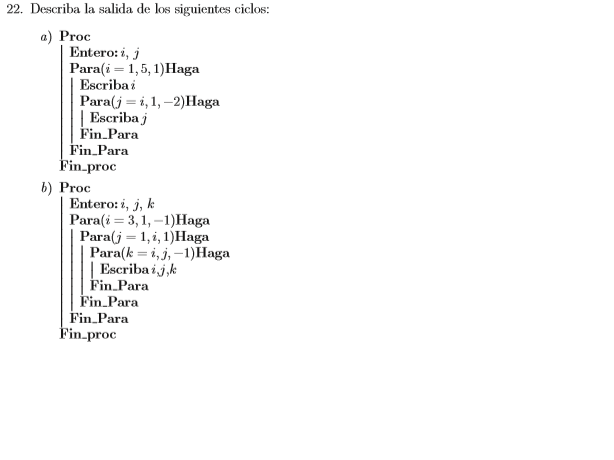 22. Describa la salida de los siguientes ciclos:
a) Proc
Entero: i, j
Para(i = 1, 5, 1)Haga
Escriba i
Para(j = i, 1, −2)Haga
Escriba j
Fin_Para
Fin_Para
Fin_proc
b) Proc
Entero: i, j, k
Para(i = 3, 1, −1)Haga
Para(j = 1, i, 1)Haga
Para(k = i, j, −1)Haga
Escriba i,j,k
Fin_Para
Fin_Para
Fin_Para
Fin_proc